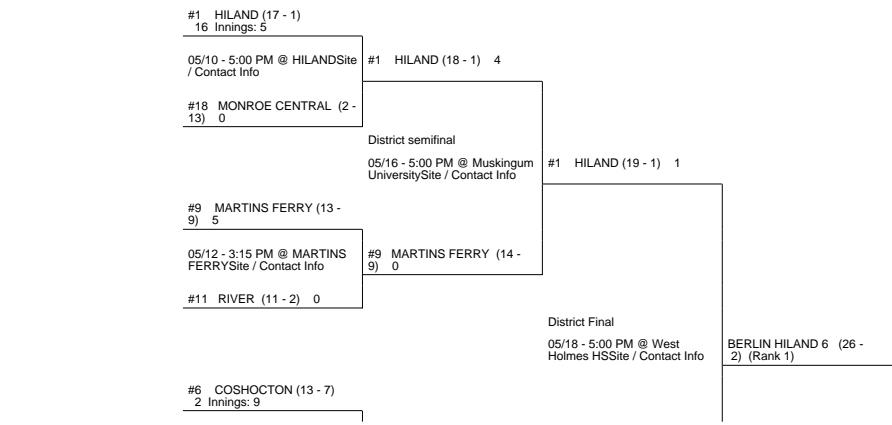 #1 HILAND (17 - 1)
16 Innings: 5
05/10 - 5:00 PM @ HILANDSite
/ Contact Info
#1 HILAND (18 - 1) 4
#18 MONROE CENTRAL (2 -
13) 0
District semifinal
05/16 - 5:00 PM @ Muskingum
UniversitySite / Contact Info
#1 HILAND (19 - 1) 1
#9 MARTINS FERRY (13 -
9) 5
05/12 - 3:15 PM @ MARTINS
FERRYSite / Contact Info
#9 MARTINS FERRY (14 -
9) 0
#11 RIVER (11 - 2) 0
District Final
05/18 - 5:00 PM @ West
Holmes HSSite / Contact Info
BERLIN HILAND 6 (26 -
2) (Rank 1)
#6 COSHOCTON (13 - 7)
2 Innings: 9